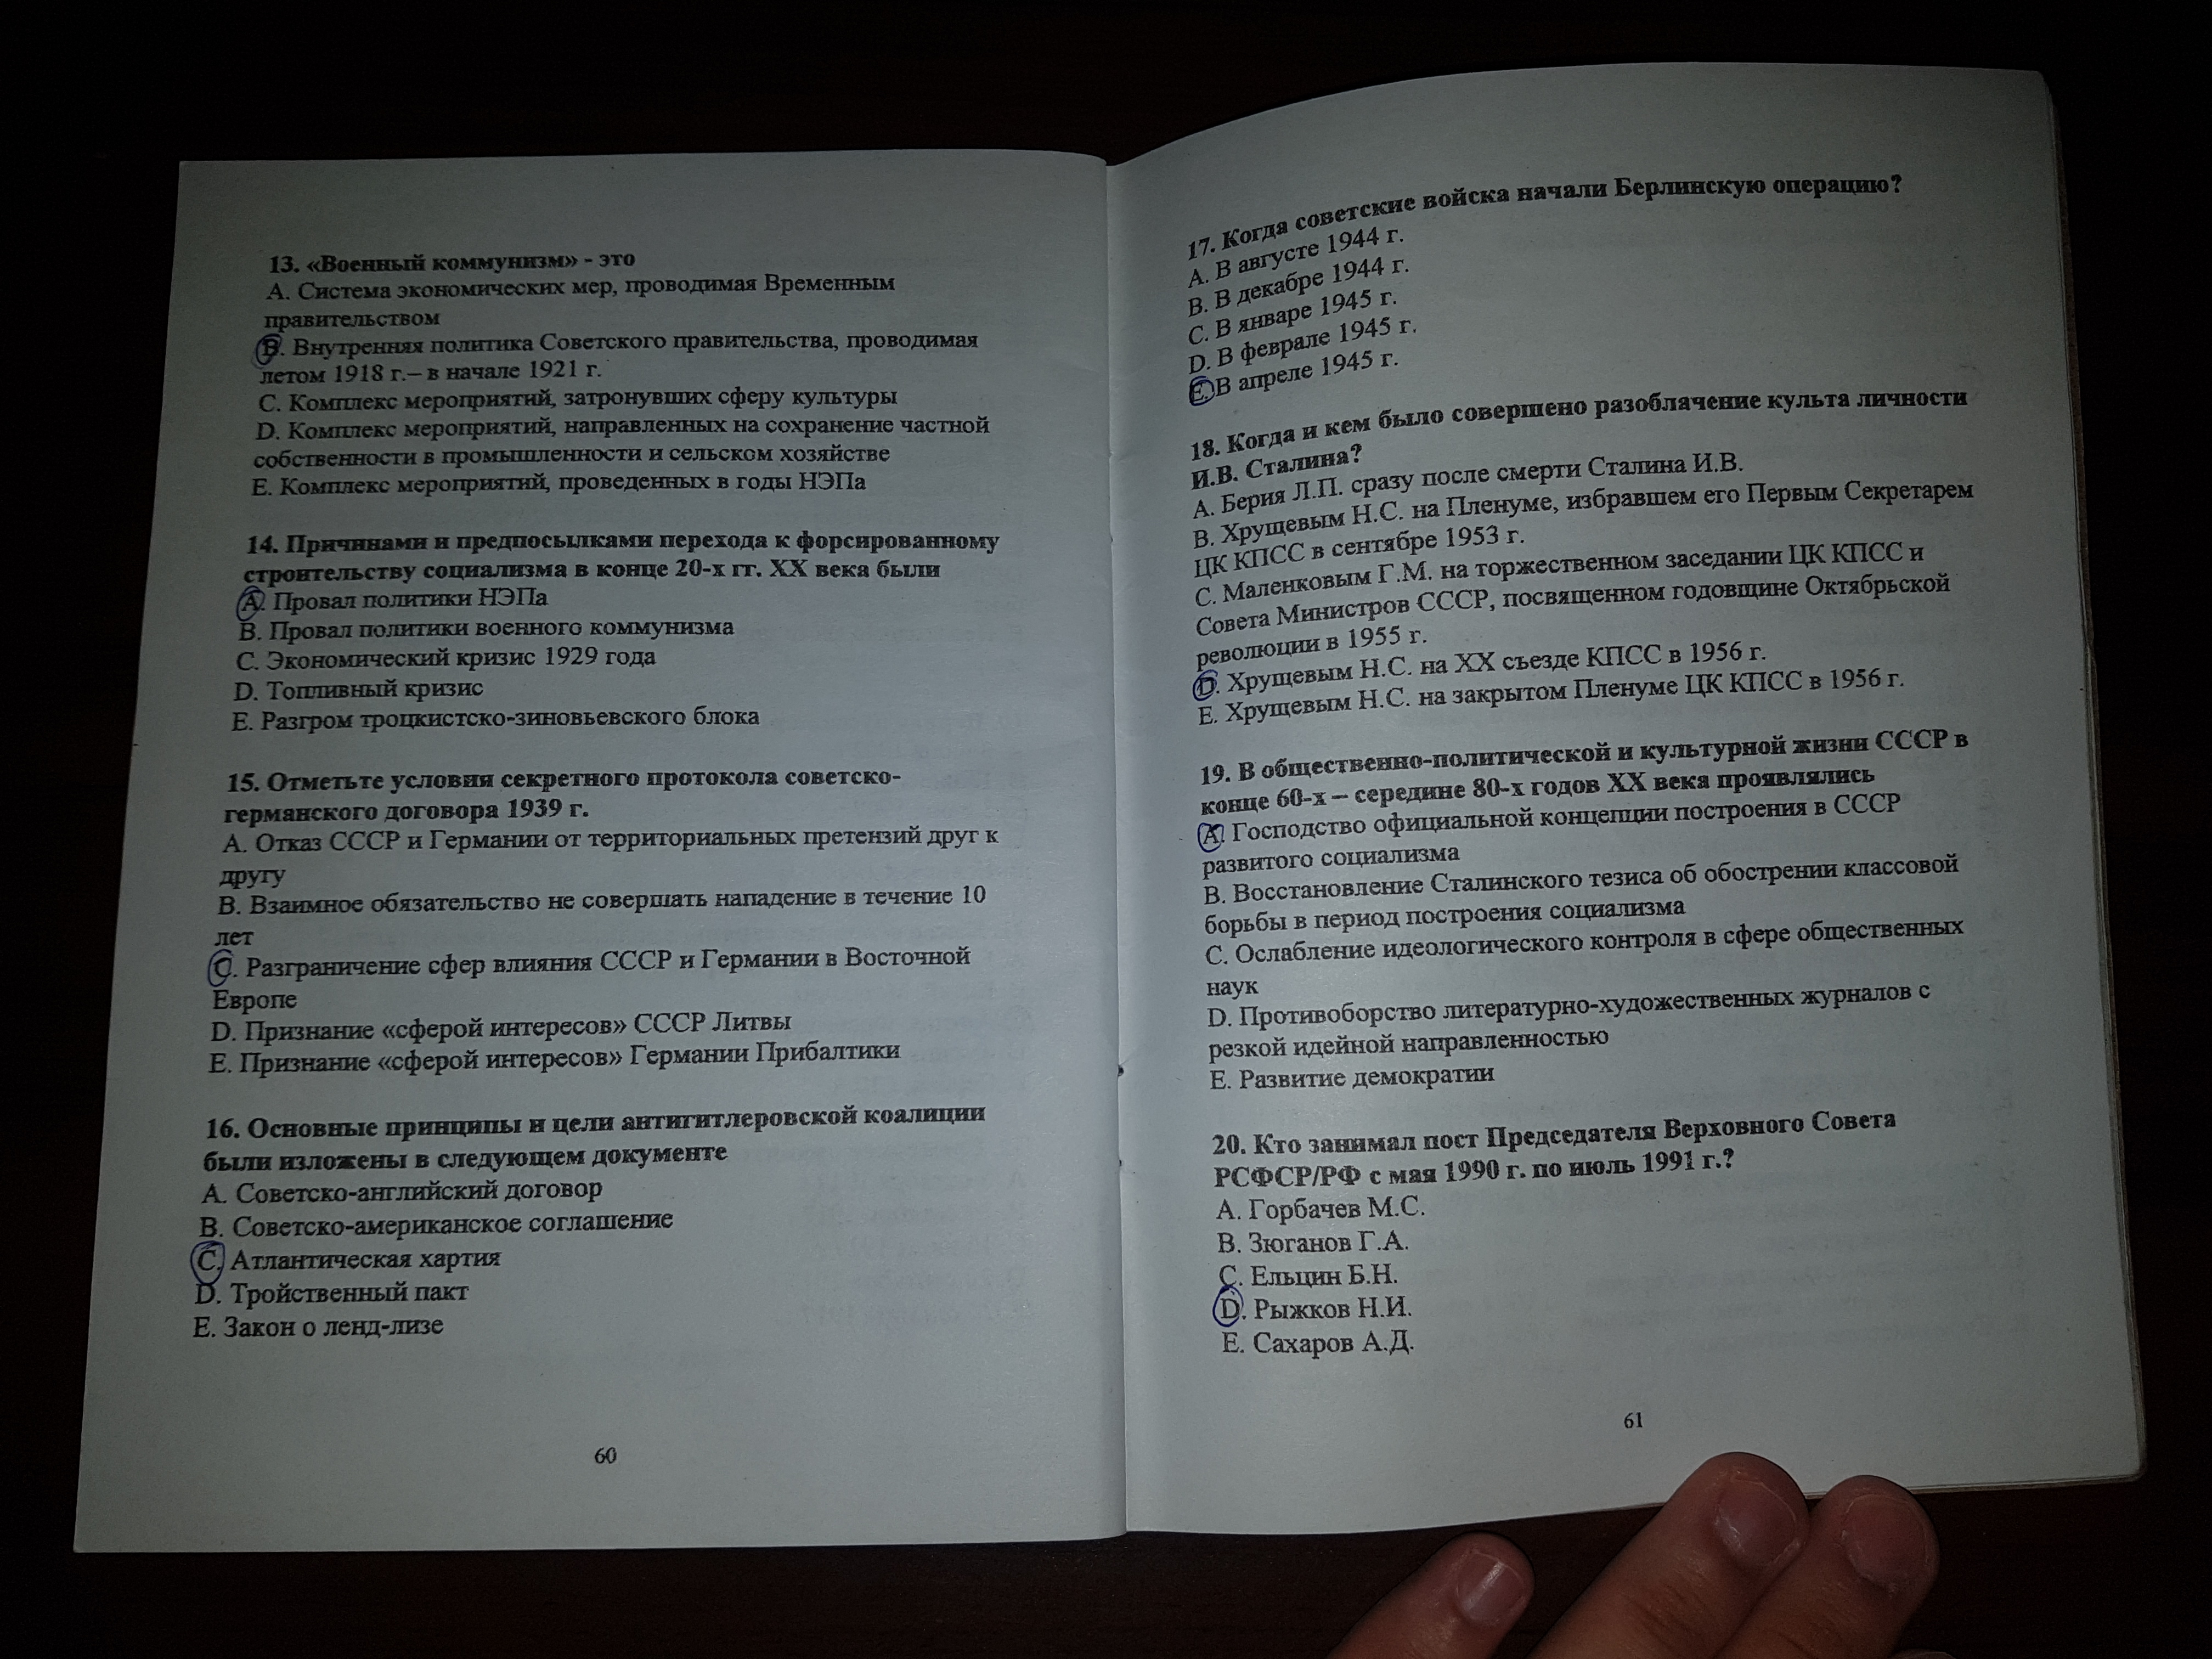 13. «Военный коммунизм» - это
A. Система экономических мер, проводимая Временным
правительством
B. Внутренняя политика Советского правительства, проводимая
летом 1918 г.– в начале 1921 г.
C. Комплекс мероприятий, затронувших сферу культуры
D. Комплекс мероприятий, направленных на сохранение частной
собственности в промышленности и сельском хозяйстве
E. Комплекс мероприятий, проведенных в годы НЭПа
14. Причинами и предпосылками перехода к форсированному
строительству социализма в конце 20-х гг. XX века были
A. Провал политики НЭПа
B. Провал политики военного коммунизма
C. Экономический кризис 1929 года
D. Топливный кризис
E. Разгром троцкистско-зиновьевского блока
15. Отметьте условия секретного протокола советско-
германского договора 1939 г.
A. Отказ СССР и Германии от территориальных претензий друг к
другу
B. Взаимное обязательство не совершать нападение в течение 10
лет
C. Разграничение сфер влияния СССР и Германии в Восточной
Европе
D. Признание «сферой интересов» СССР Литвы
E. Признание «сферой интересов» Германии Прибалтики
16. Основные принципы и цели антигитлеровской коалиции
были изложены в следующем документе
A. Советско-английский договор
B. Советско-американское соглашение
C. Атлантическая хартия
D. Тройственный пакт
E. Закон о ленд-лизе
60
17. Когда советские войска начали Берлинскую операцию?
A. В августе 1944 г.
B. В декабре 1944 г.
C. В январе 1945 г.
D. В феврале 1945 г.
E. В апреле 1945 г.
18. Когда и кем было совершено разоблачение культа личности
И.В. Сталина?
A. Берия Л.П. сразу после смерти Сталина И.В.
B. Хрущевым Н.С. на Пленуме, избравшем его Первым Секретарем
ЦК КПСС в сентябре 1953 г.
C. Маленковым Г.М. на торжественном заседании ЦК КПСС и
Совета Министров СССР, посвященном годовщине Октябрьской
революции в 1955 г.
D. Хрущевым Н.С. на XX съезде КПСС в 1956 г.
E. Хрущевым Н.С. на закрытом Пленуме ЦК КПСС в 1956 г.
19. В общественно-политической и культурной жизни СССР в
конце 60-х – середине 80-х годов XX века проявлялись
A. Господство официальной концепции построения в СССР
развитого социализма
B. Восстановление Сталинского тезиса об обострении классовой
борьбы в период построения социализма
C. Ослабление идеологического контроля в сфере общественных
наук
D. Противоборство литературно-художественных журналов с
резкой идейной направленностью
E. Развитие демократии
20. Кто занимал пост Председателя Верховного Совета
РСФСР/РФ с мая 1990 г. по июль 1991 г.?
A. Горбачев М.С.
B. Зюганов Г.А.
C. Ельцин Б.Н.
D. Рыжков Н.И.
E. Сахаров А.Д.
61